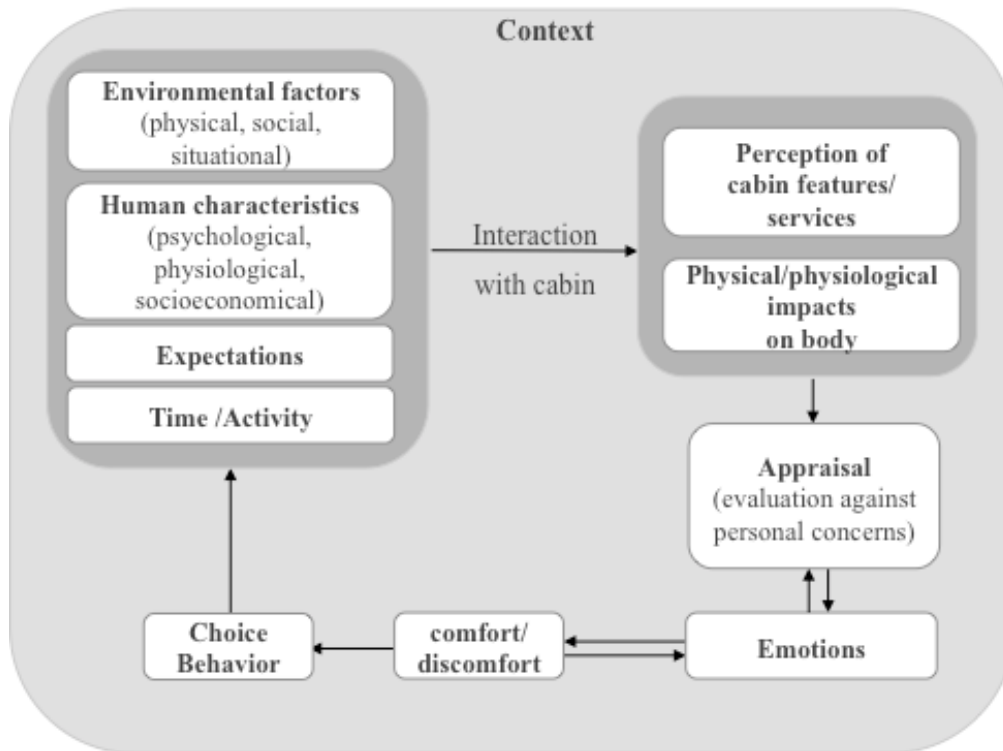 Context
Environmental factors
(physical, social,
situational)
Human characteristics
(psychological,
physiological,
socioeconomical)
Expectations
Time /Activity
Interaction
with cabin
Perception of
cabin features/
services
Physical/physiological
impacts
on body
Appraisal
(evaluation against
personal concerns)
Emotions
comfort/
discomfort
Choice
Behavior